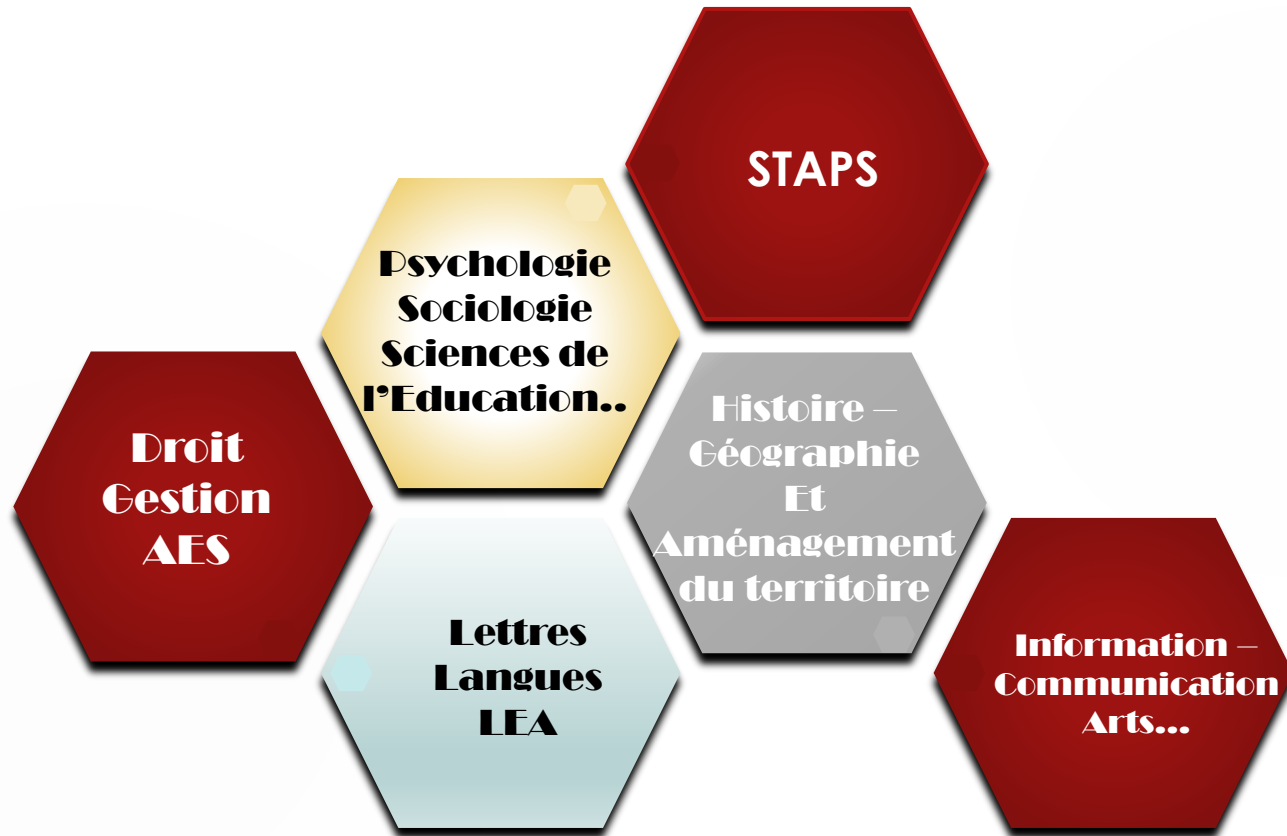 STAPS
Psychologie
Sociologie
Sciences de
l'Education..
Droit
Gestion
AES
Histoire –
Géographie
Et
Aménagement
du territoire
Lettres
Langues
LEA
Information –
Communication
Arts...